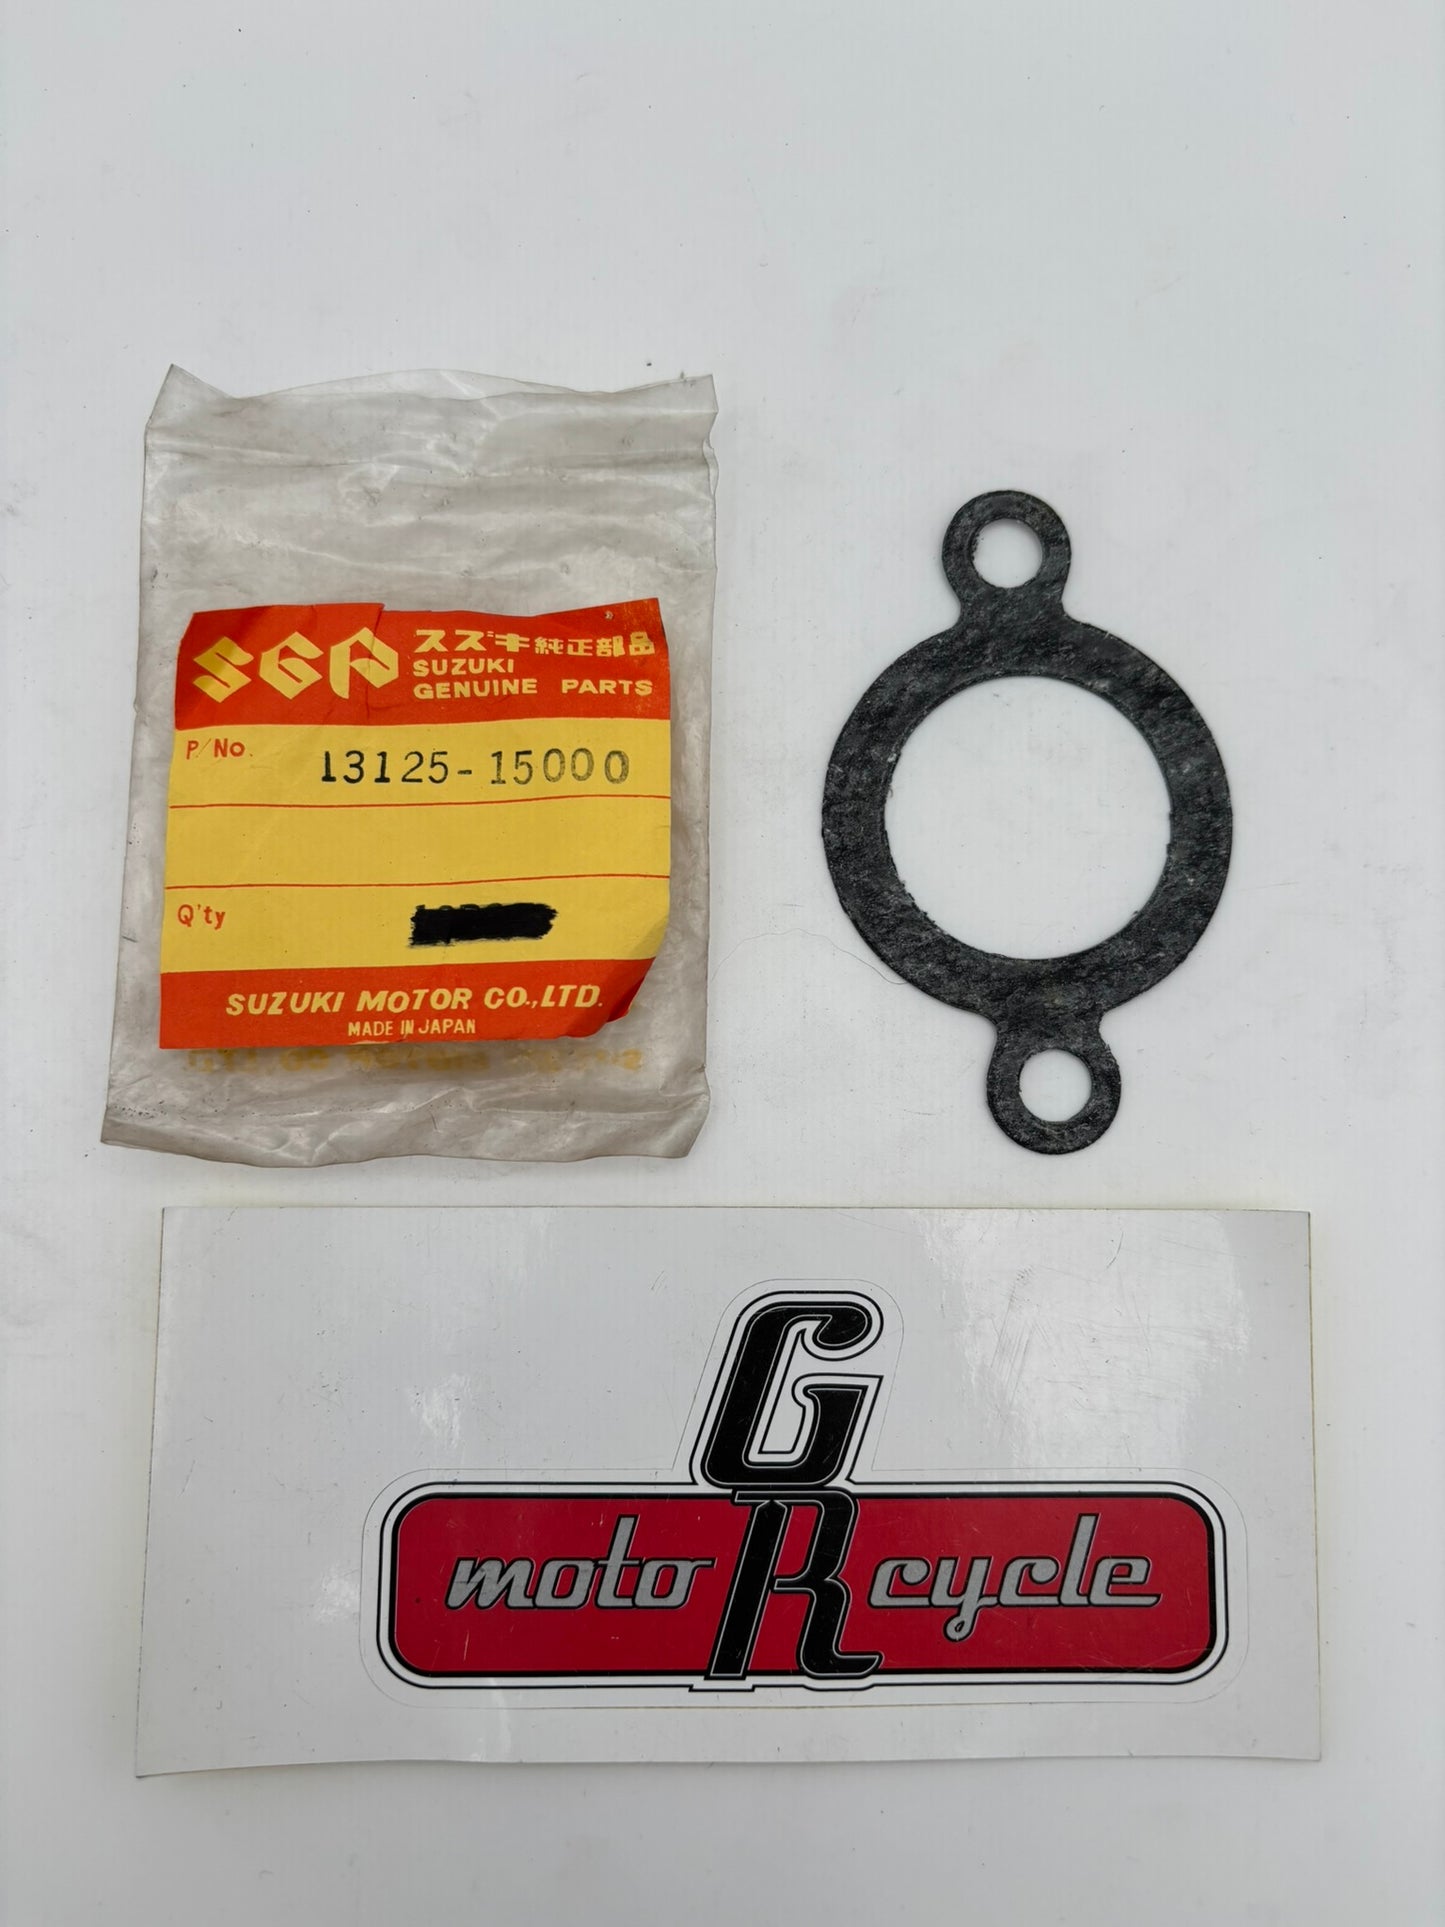 SGP スズキ純正部品
SUZUKI
GENUINE PARTS
P/No. 13125-15000
Q'ty
SUZUKI MOTOR CO.,LTD.
MADE IN JAPAN
GR
moto cycle